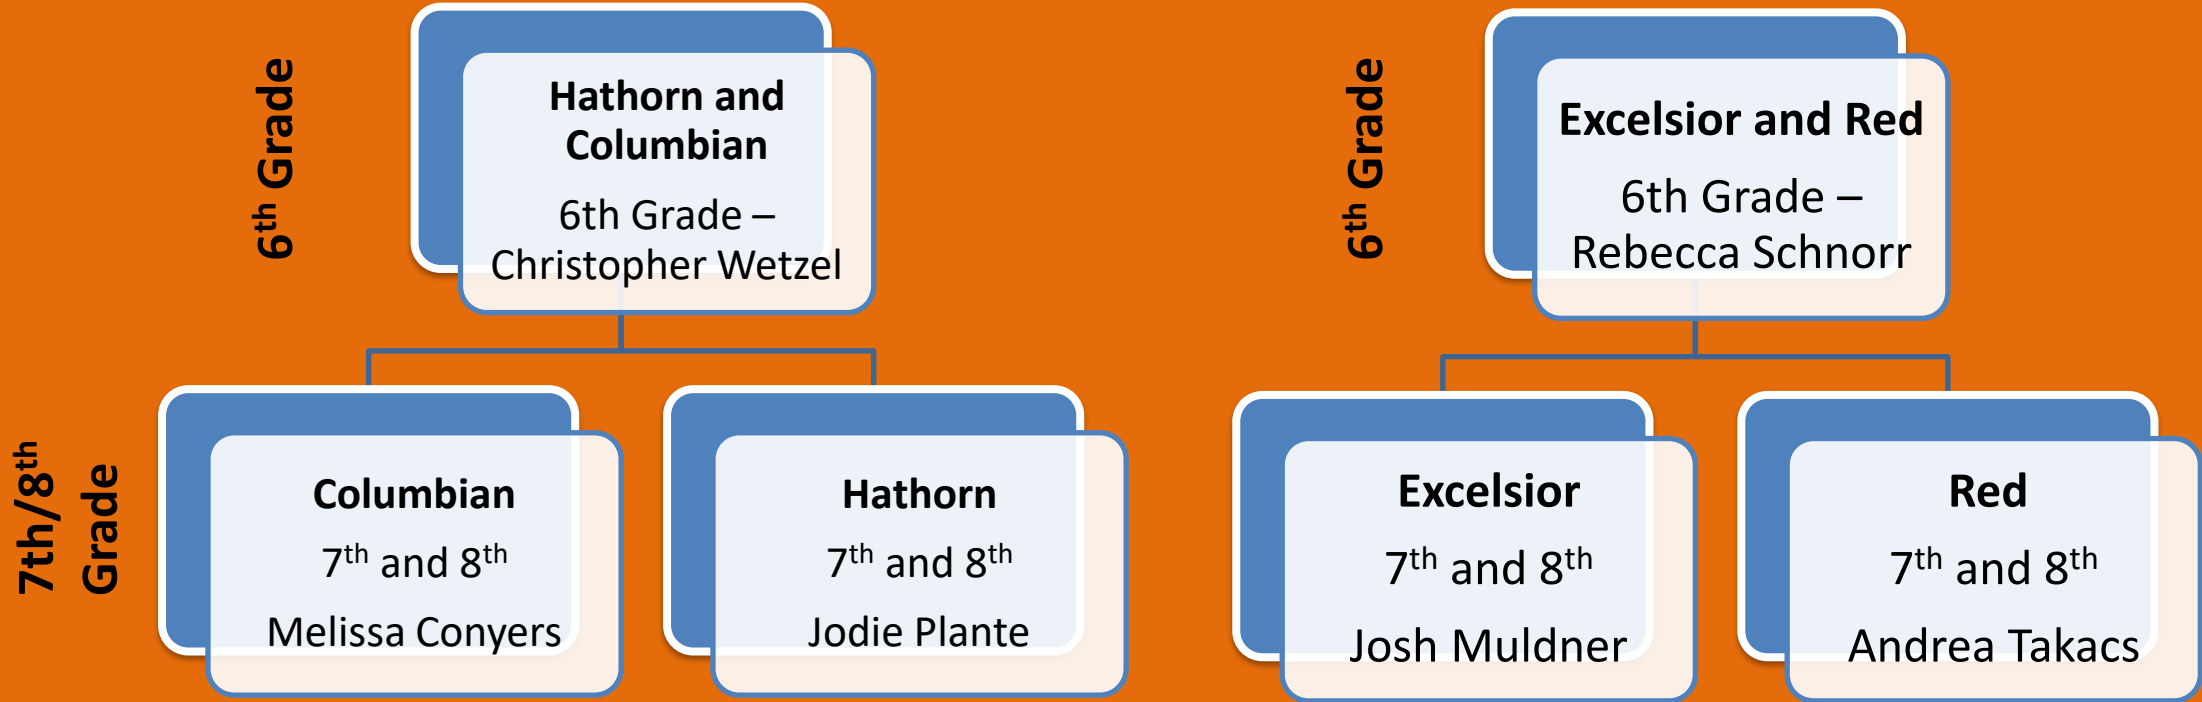 6th Grade
Hathorn and
Columbian
6th Grade –
Christopher Wetzel
6th Grade
Excelsior and Red
6th Grade –
Rebecca Schnorr
7th/8th
Grade
Columbian
7th and 8th
Melissa Conyers
Hathorn
7th and 8th
Jodie Plante
Excelsior
7th and 8th
Josh Muldner
Red
7th and 8th
Andrea Takacs